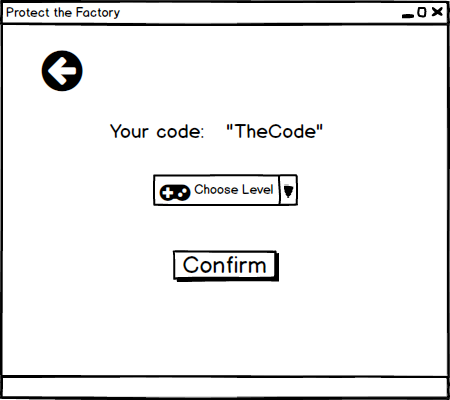 Protect the Factory
Your code: "TheCode"
Choose Level
Confirm